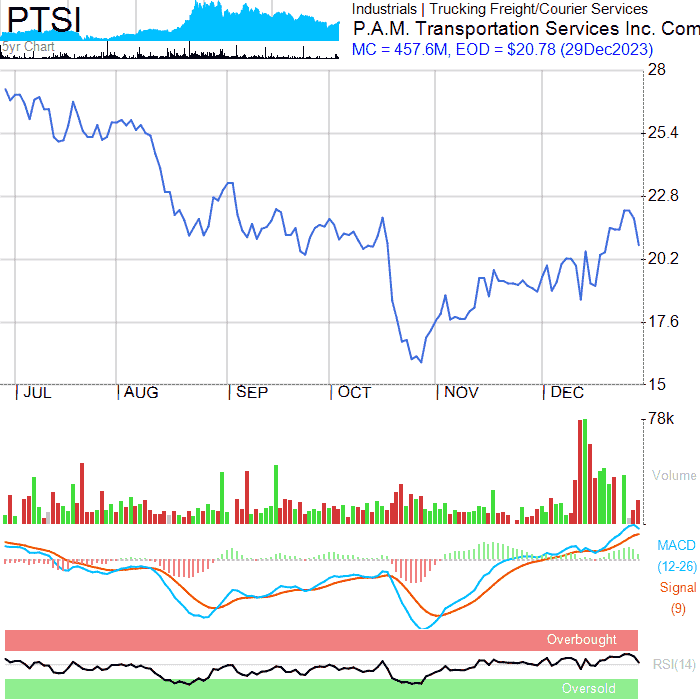 PTSI
5yr Chart
Industrials | Trucking Freight/Courier Services
P.A.M. Transportation Services Inc. Com
MC = 457.6M, EOD = $20.78 (29Dec2023)
28
25.4
22.8
20.2
17.6
15
JUL AUG SEP OCT NOV DEC
78k
Volume
MACD
(12-26)
Signal
(9)
Overbought
RSI(14)
Oversold